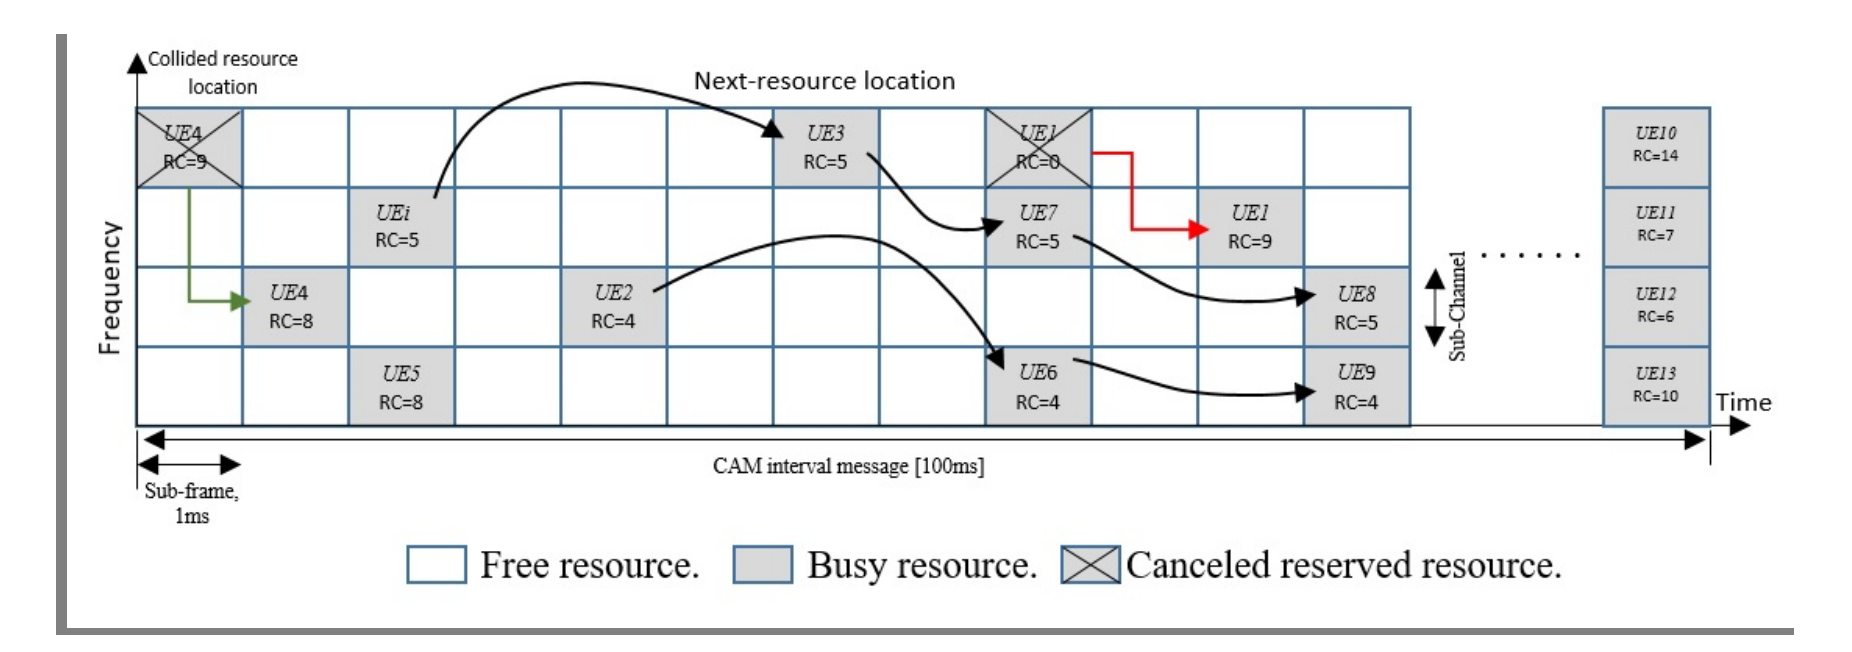 Collided resource
location
Next-resource location
UE4
RC=9
UE3
RC=5
UE1
RC=0
UE10
RC=14
UEi
RC=5
UE7
RC=5
UE1
RC=9
UE11
RC=7
UE4
RC=8
UE2
RC=4
UE8
RC=5
UE12
RC=6
UE5
RC=8
UE6
RC=4
UE9
RC=4
UE13
RC=10
Frequency
Sub-Channel
. . . . . .
Time
CAM interval message [100ms]
Sub-frame,
1ms
Free resource.
Busy resource.
Canceled reserved resource.